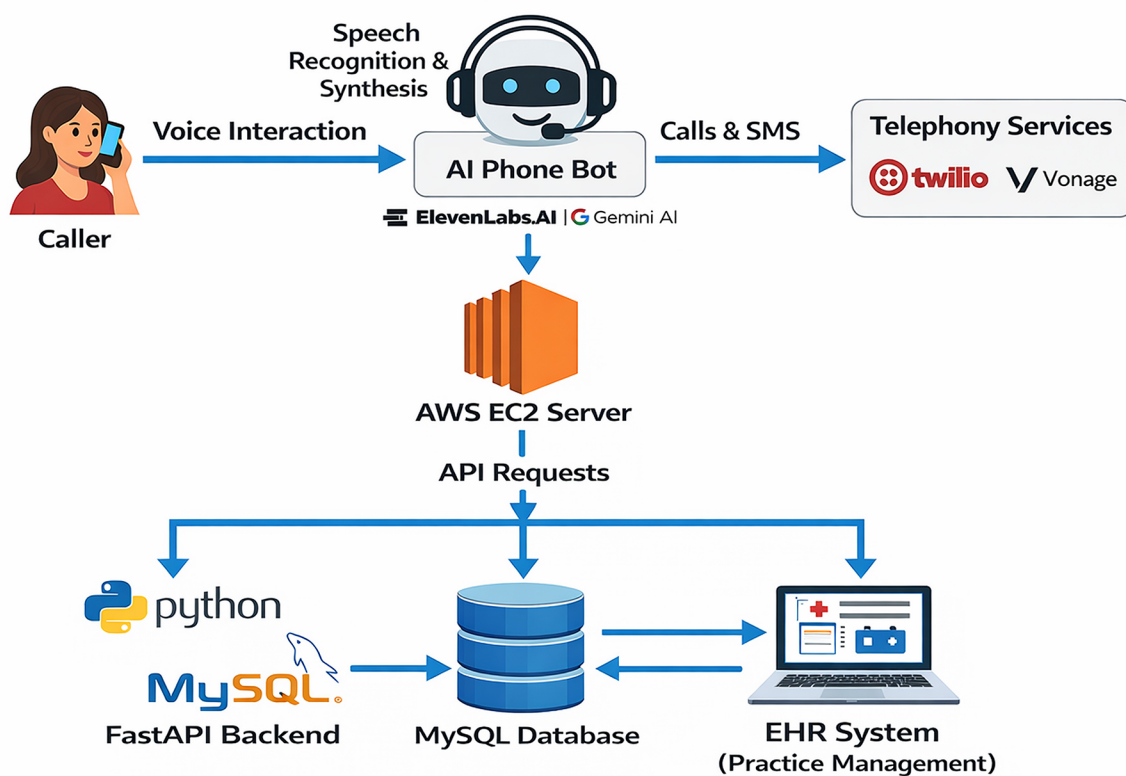 Speech
Recognition &
Synthesis
Voice Interaction
Calls & SMS
Telephony Services
twilio
Vonage
AI Phone Bot
ElevenLabs.AI | Gemini AI
Caller
AWS EC2 Server
API Requests
python
MySQL
FastAPI Backend
MySQL Database
EHR System
(Practice Management)